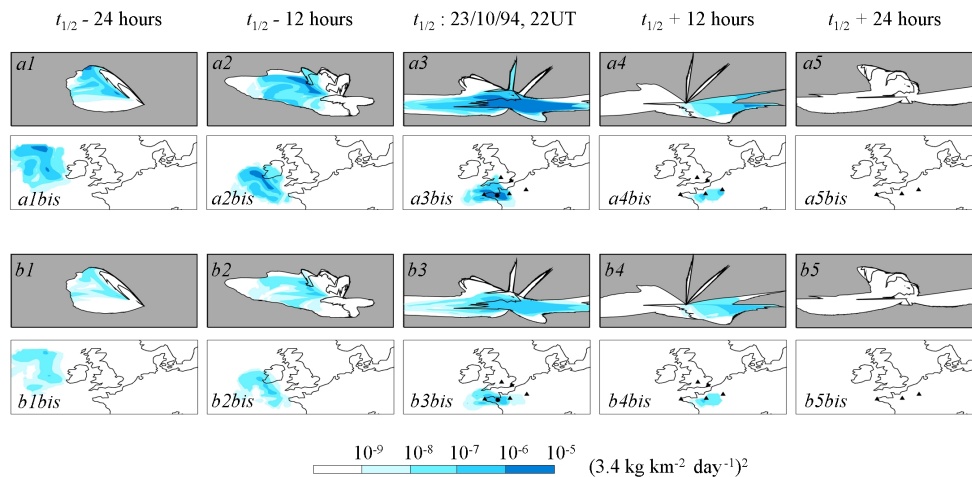 t1/2 - 24 hours t1/2 - 12 hours t1/2 : 23/10/94, 22UT t1/2 + 12 hours t1/2 + 24 hours
a1 a2 a3 a4 a5
a1bis a2bis a3bis a4bis a5bis
b1 b2 b3 b4 b5
b1bis b2bis b3bis b4bis b5bis
10^-9 10^-8 10^-7 10^-6 10^-5
(3.4 kg km^-2 day^-1)^2